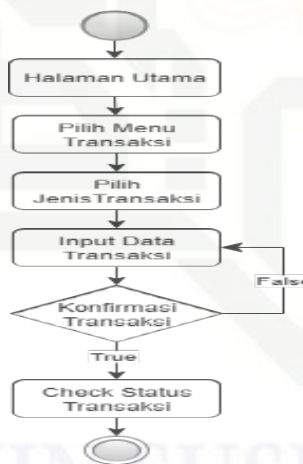 Halaman Utama
Pilih Menu
Transaksi
Pilih
JenisTransaksi
Input Data
Transaksi
False
Konfirmasi
Transaksi
True
Check Status
Transaksi